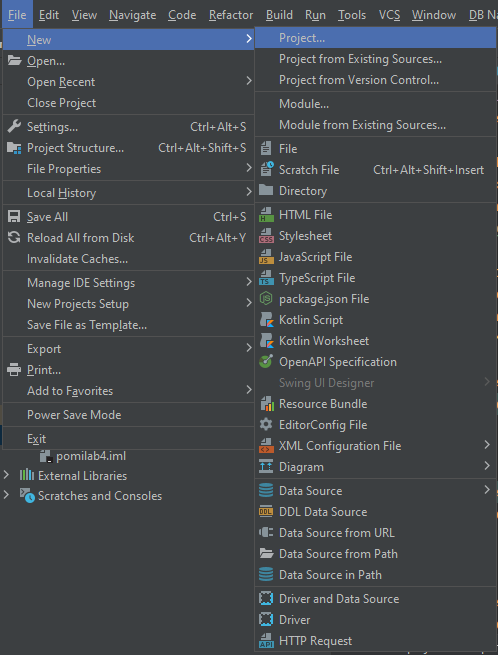 File Edit View Navigate Code Refactor Build Run Tools VCS Window DB Na
New
Open...
Open Recent
Close Project
Settings... Ctrl+Alt+S
Project Structure... Ctrl+Alt+Shift+S
File Properties
Local History
Save All Ctrl+S
Reload All from Disk Ctrl+Alt+Y
Invalidate Caches...
Manage IDE Settings
New Projects Setup
Save File as Template...
Export
Print...
Add to Favorites
Power Save Mode
Exit
pomilab4.iml
External Libraries
Scratches and Consoles
Project...
Project from Existing Sources...
Project from Version Control...
Module...
Module from Existing Sources...
File
Scratch File Ctrl+Alt+Shift+Insert
Directory
HTML File
Stylesheet
JavaScript File
TypeScript File
package.json File
Kotlin Script
Kotlin Worksheet
OpenAPI Specification
Swing UI Designer
Resource Bundle
EditorConfig File
XML Configuration File
Diagram
Data Source
DDL Data Source
Data Source from URL
Data Source from Path
Data Source in Path
Driver and Data Source
Driver
HTTP Request